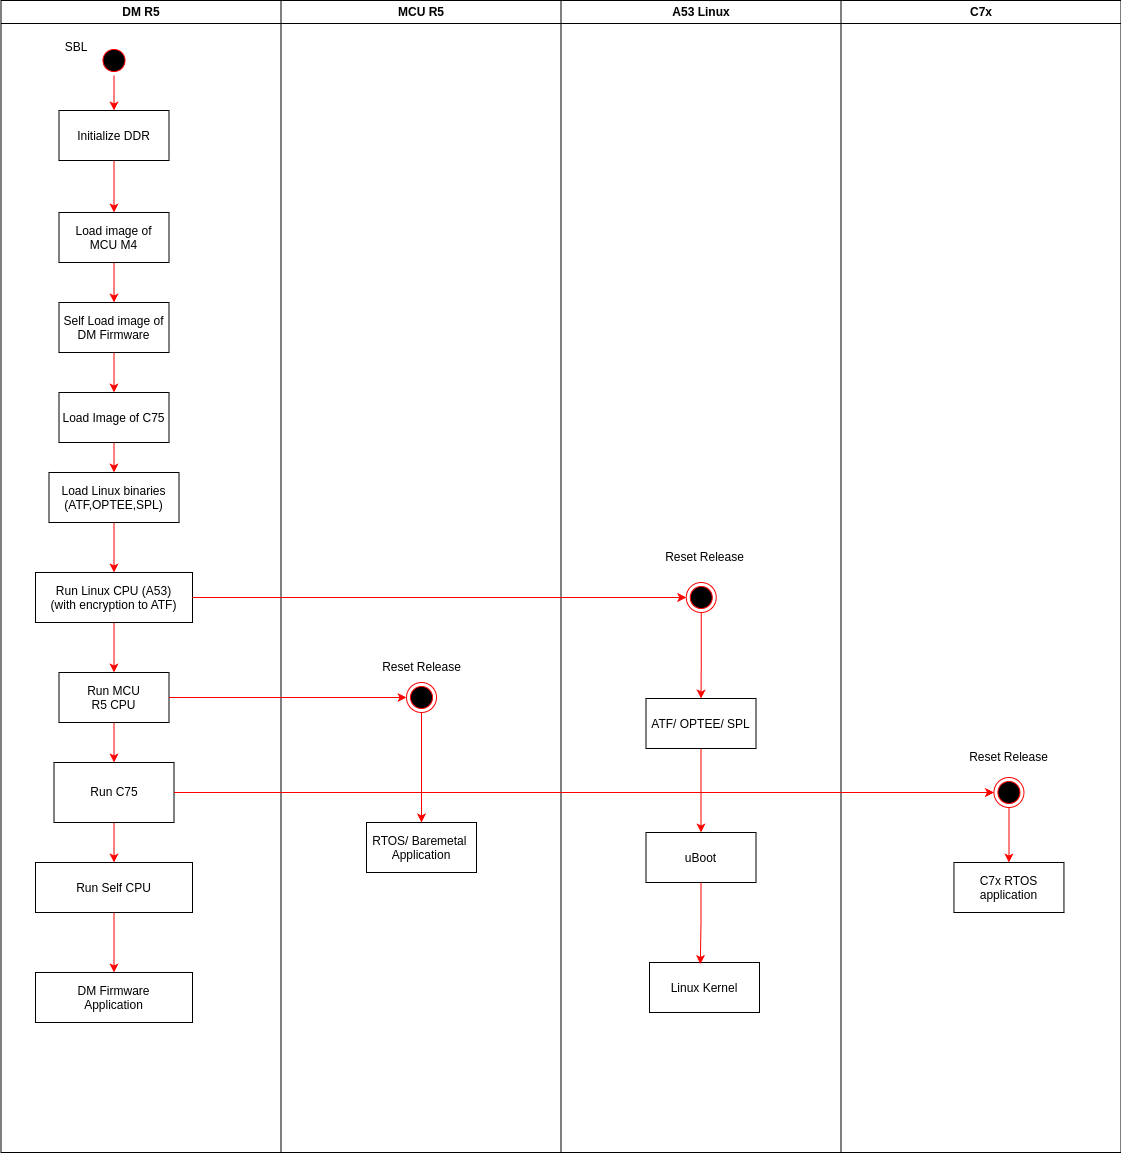 DM R5
MCU R5
A53 Linux
C7x
SBL
Initialize DDR
Load image of
MCU M4
Self Load image of
DM Firmware
Load Image of C75
Load Linux binaries
(ATF,OPTEE,SPL)
Run Linux CPU (A53)
(with encryption to ATF)
Run MCU
R5 CPU
Run C75
Run Self CPU
DM Firmware
Application
Reset Release
RTOS/ Baremetal
Application
Reset Release
ATF/ OPTEE/ SPL
uBoot
Linux Kernel
Reset Release
C7x RTOS
application